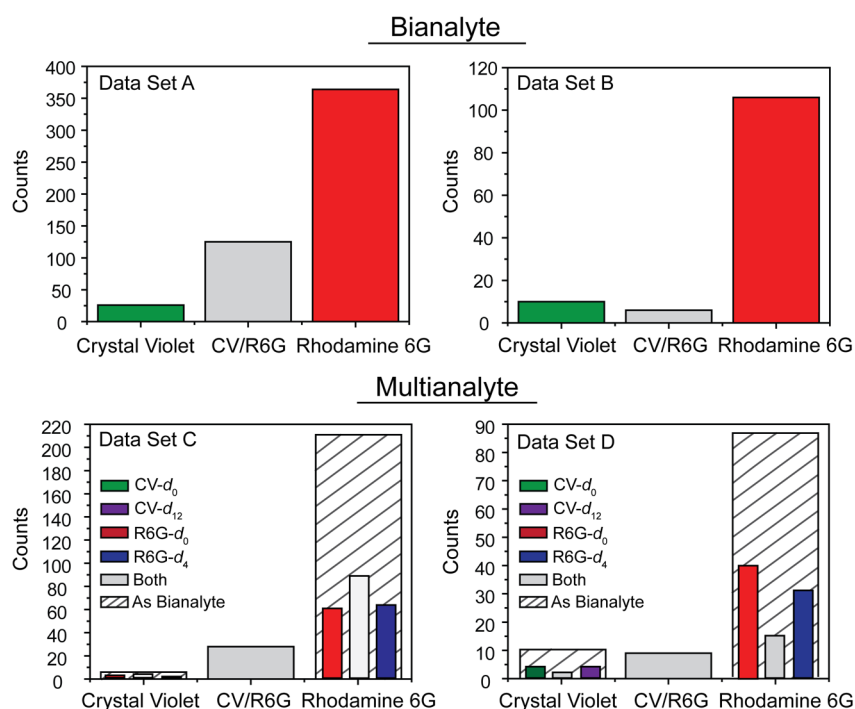 Bianalyte
Data Set A
Counts
400
350
300
250
200
150
100
50
0
Crystal Violet CV/R6G Rhodamine 6G
Data Set B
Counts
120
100
80
60
40
20
0
Crystal Violet CV/R6G Rhodamine 6G
Multianalyte
Data Set C
Counts
220
200
180
160
140
120
100
80
60
40
20
0
CV-d₀
CV-d₁₂
R6G-d₀
R6G-d₄
Both
As Bianalyte
Crystal Violet CV/R6G Rhodamine 6G
Data Set D
Counts
90
80
70
60
50
40
30
20
10
0
CV-d₀
CV-d₁₂
R6G-d₀
R6G-d₄
Both
As Bianalyte
Crystal Violet CV/R6G Rhodamine 6G